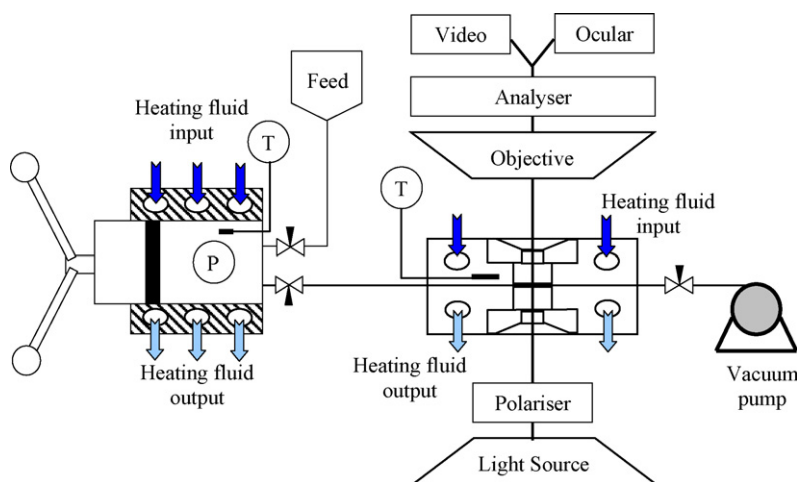 Video
Ocular
Feed
Analyser
Heating fluid
input
T
Objective
T
Heating fluid
input
P
Heating fluid
output
Heating fluid
output
Polariser
Vacuum
pump
Light Source